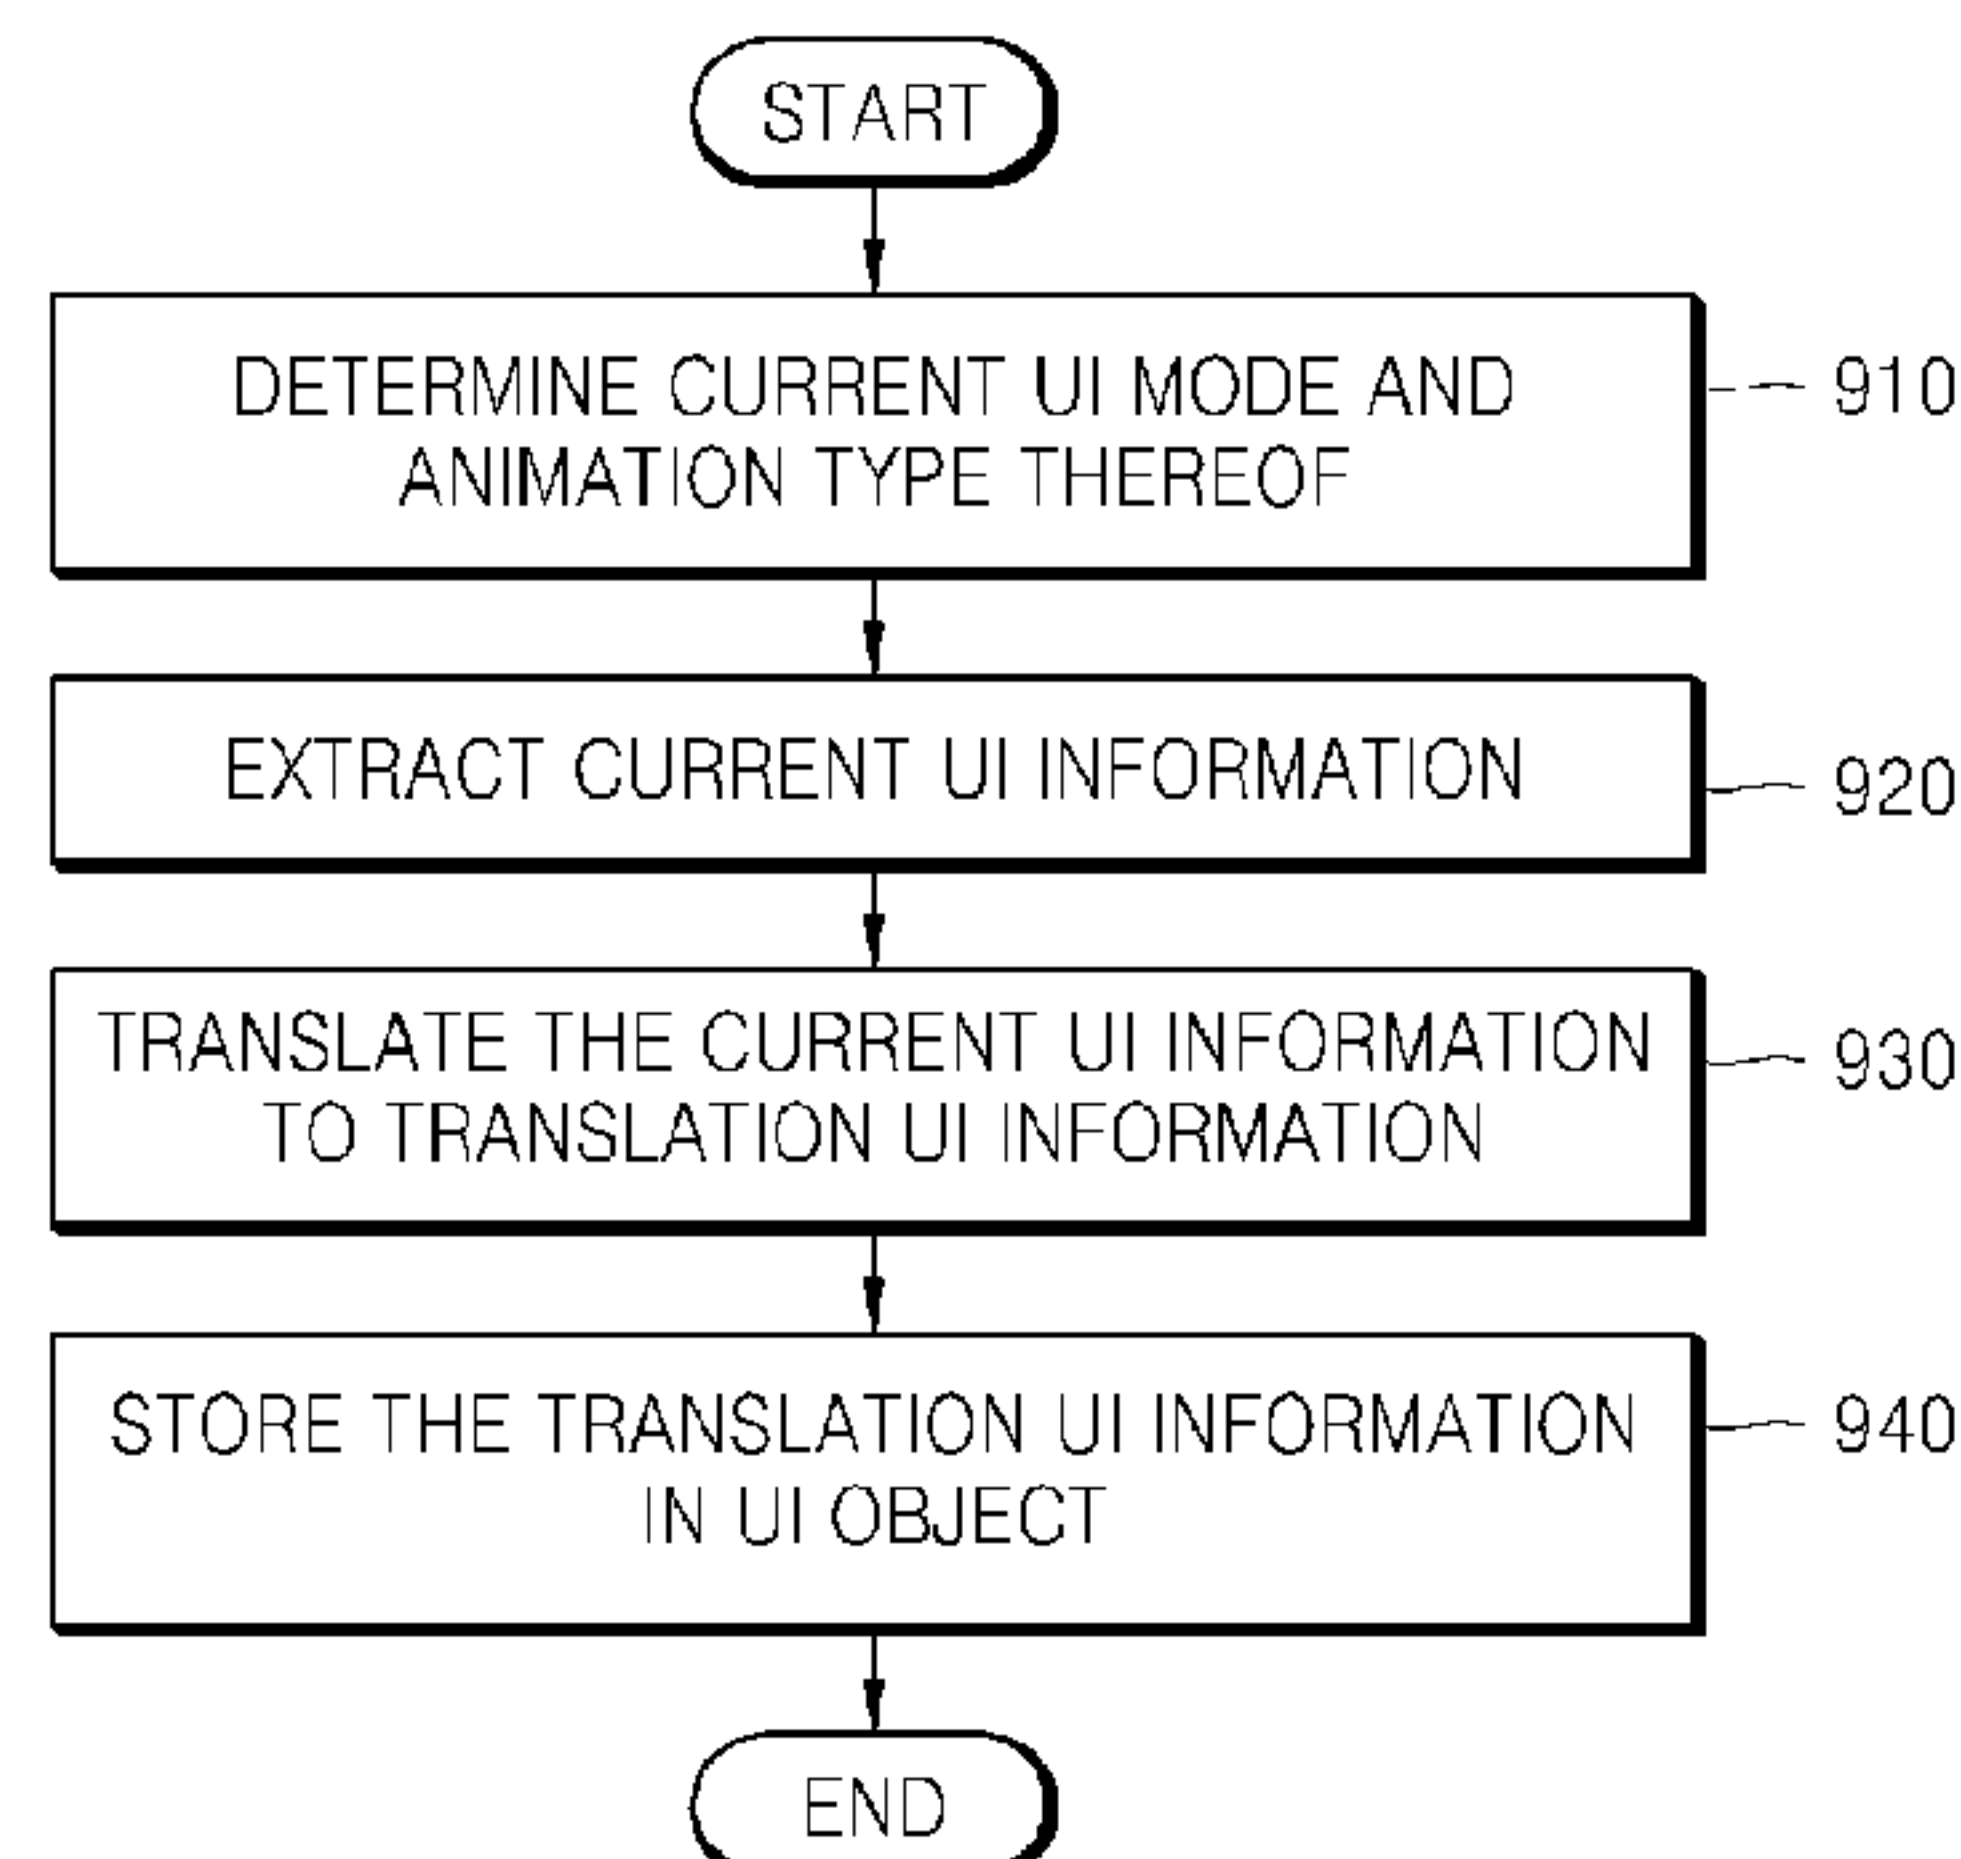 START
DETERMINE CURRENT UI MODE AND
ANIMATION TYPE THEREOF
910
EXTRACT CURRENT UI INFORMATION
920
TRANSLATE THE CURRENT UI INFORMATION
TO TRANSLATION UI INFORMATION
930
STORE THE TRANSLATION UI INFORMATION
IN UI OBJECT
940
END